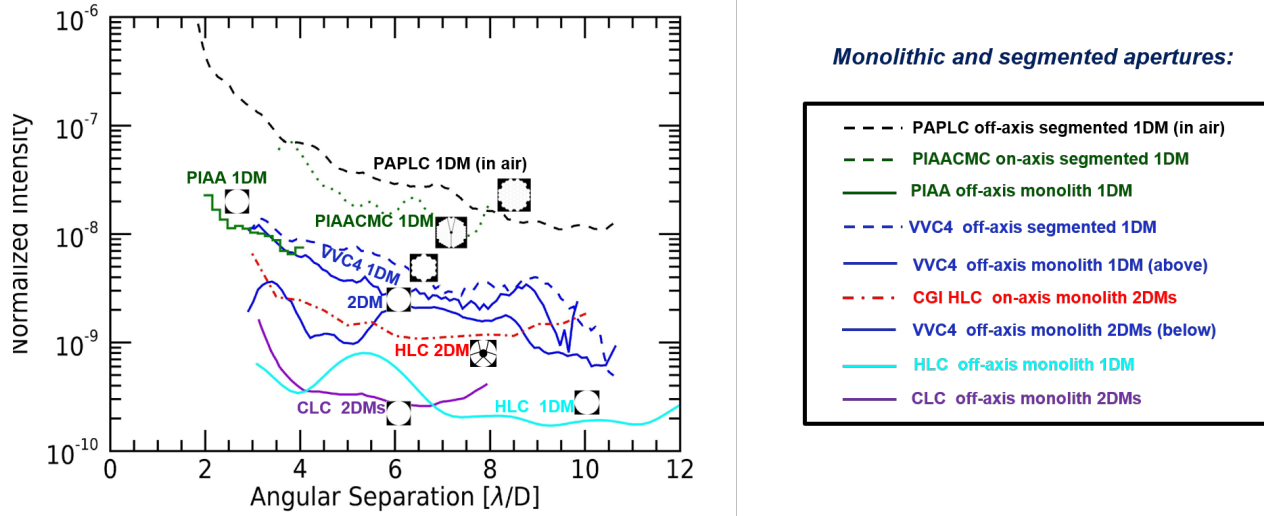 10^-6
10^-7
10^-8
10^-9
10^-10
Normalized Intensity
PAPLC 1DM (in air)
PIAA 1DM
PIAACMC 1DM
VVC4 1DM
2DM
HLC 2DM
CLC 2DMs
HLC 1DM
0 2 4 6 8 10 12
Angular Separation [λ/D]
Monolithic and segmented apertures:
PAPLC off-axis segmented 1DM (in air)
PIAACMC on-axis segmented 1DM
PIAA off-axis monolith 1DM
VVC4 off-axis segmented 1DM
VVC4 off-axis monolith 1DM (above)
CGI HLC on-axis monolith 2DMs
VVC4 off-axis monolith 2DMs (below)
HLC off-axis monolith 1DM
CLC off-axis monolith 2DMs